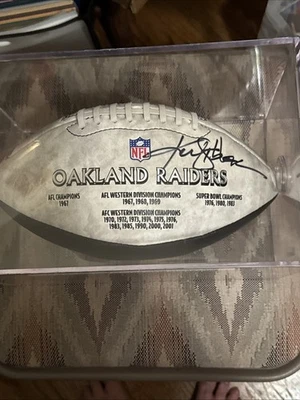 NFL
OAKLAND RAIDERS
AFL CHAMPIONS
1967
AFL WESTERN DIVISION CHAMPIONS
1967, 1968, 1969
SUPER BOWL CHAMPIONS
1976, 1980, 1983
AFC WESTERN DIVISION CHAMPIONS
1970, 1972, 1973, 1974, 1975, 1976,
1983, 1985, 1990, 2000, 2001